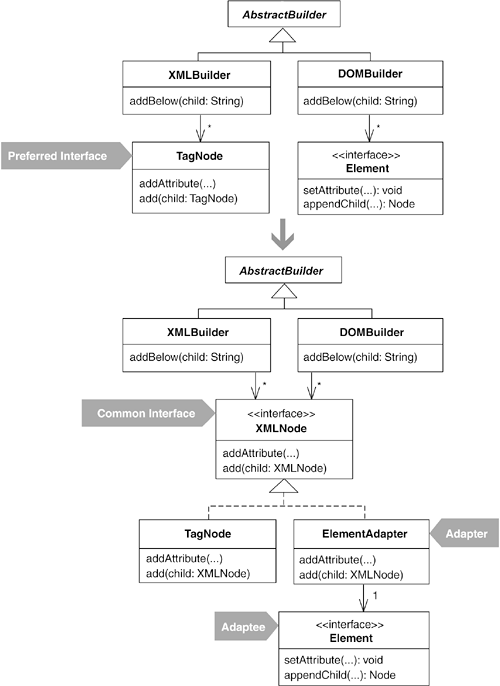 AbstractBuilder
XMLBuilder
DOMBuilder
addBelow(child: String)
addBelow(child: String)
*
*
Preferred Interface
TagNode
<<interface>>
Element
addAttribute(...)
add(child: TagNode)
setAttribute(...): void
appendChild(...): Node
AbstractBuilder
XMLBuilder
DOMBuilder
addBelow(child: String)
addBelow(child: String)
*
*
Common Interface
<<interface>>
XMLNode
addAttribute(...)
add(child: XMLNode)
TagNode
ElementAdapter
Adapter
addAttribute(...)
add(child: XMLNode)
addAttribute(...)
add(child: XMLNode)
1
Adaptee
<<interface>>
Element
setAttribute(...): void
appendChild(...): Node